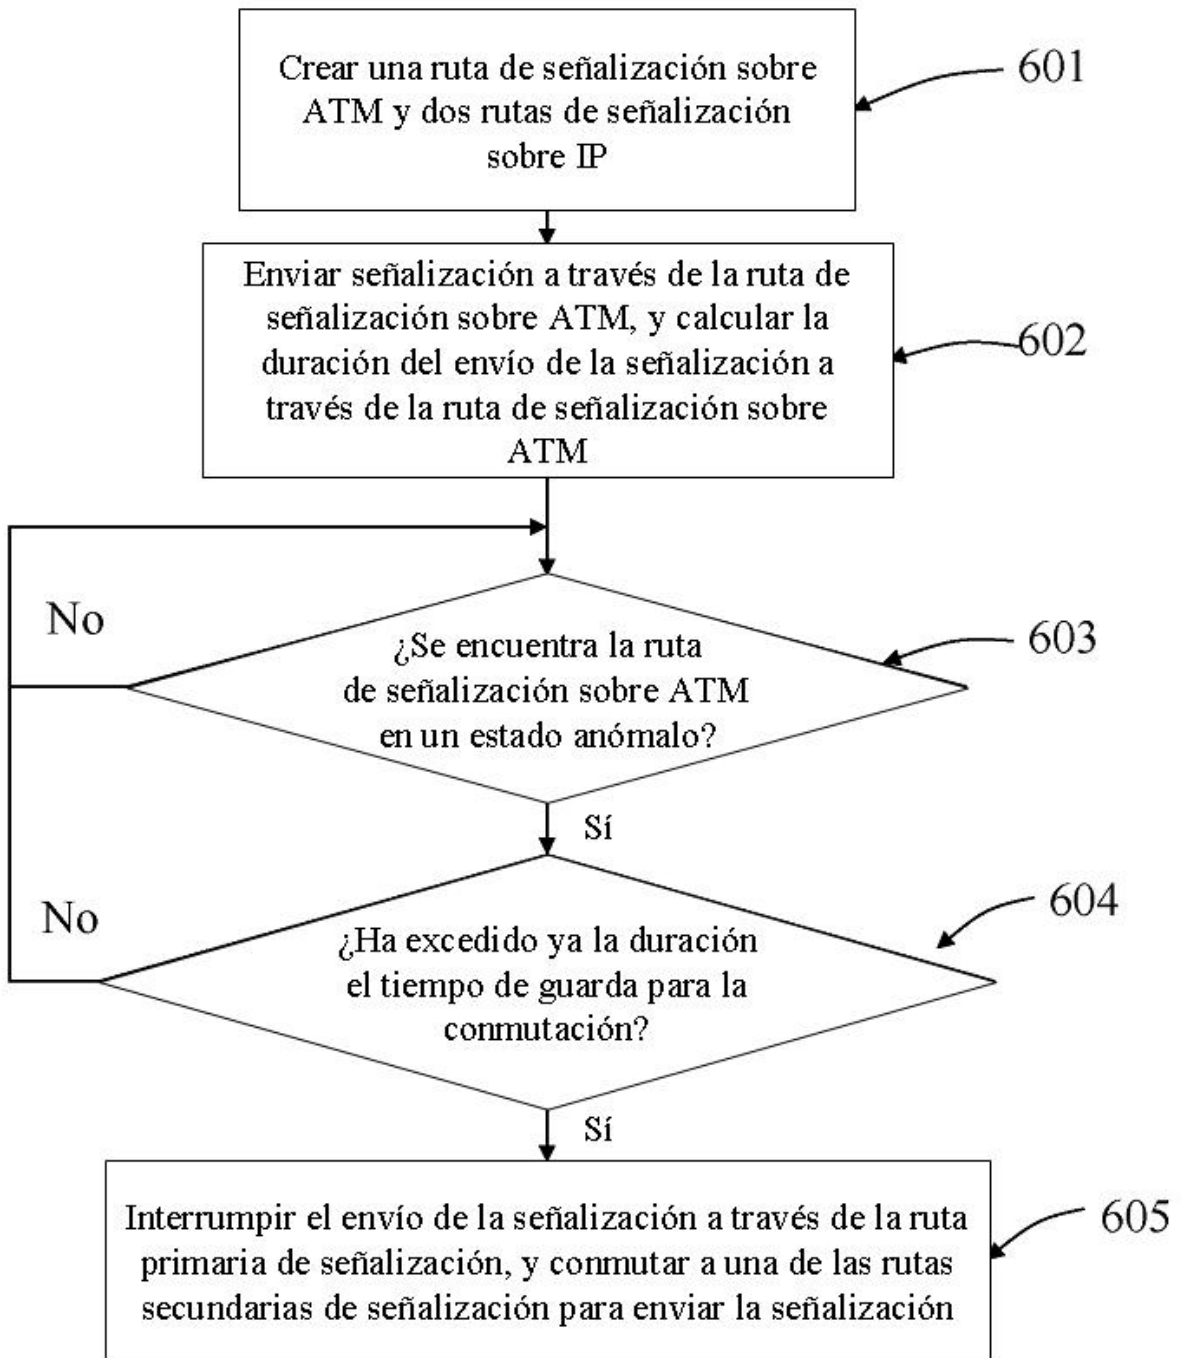 Crear una ruta de señalización sobre
ATM y dos rutas de señalización
sobre IP
601
Enviar señalización a través de la ruta de
señalización sobre ATM, y calcular la
duración del envío de la señalización a
través de la ruta de señalización sobre
ATM
602
No
¿Se encuentra la ruta
de señalización sobre ATM
en un estado anómalo?
603
Sí
No
¿Ha excedido ya la duración
el tiempo de guarda para la
conmutación?
604
Sí
Interrumpir el envío de la señalización a través de la ruta
primaria de señalización, y conmutar a una de las rutas
secundarias de señalización para enviar la señalización
605